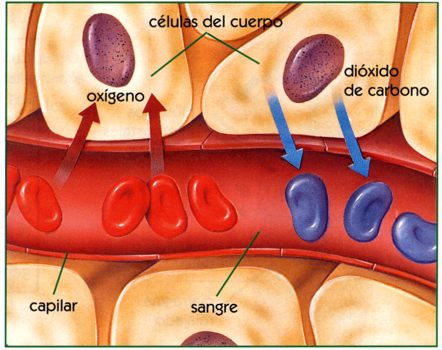 células del cuerpo
oxígeno
dióxido
de carbono
capilar
sangre